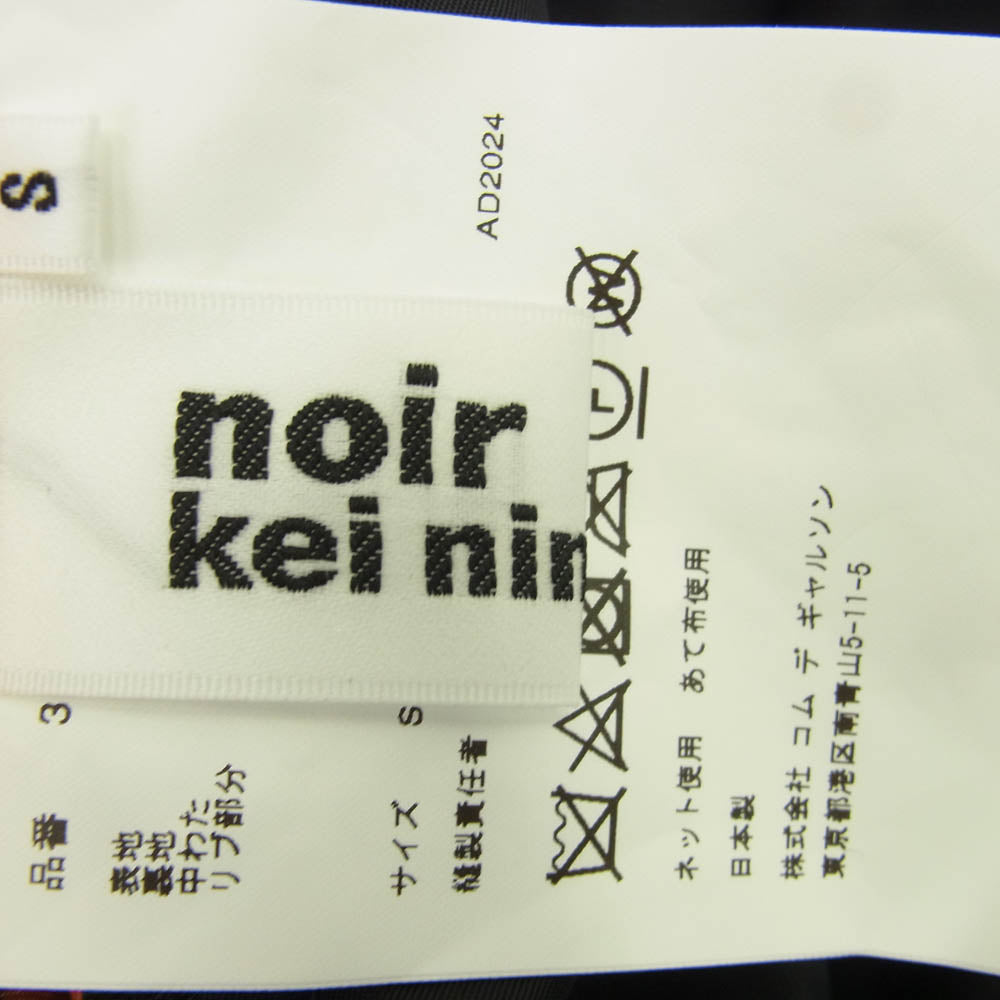 S
noir
kei nin
品番 3
表地
裏地
中わた
リブ部分
サイズ S
縫製責任者
AD2024
ネット使用 あて布使用
日本製
株式会社 コム デ ギャルソン
東京都港区南青山5-11-5